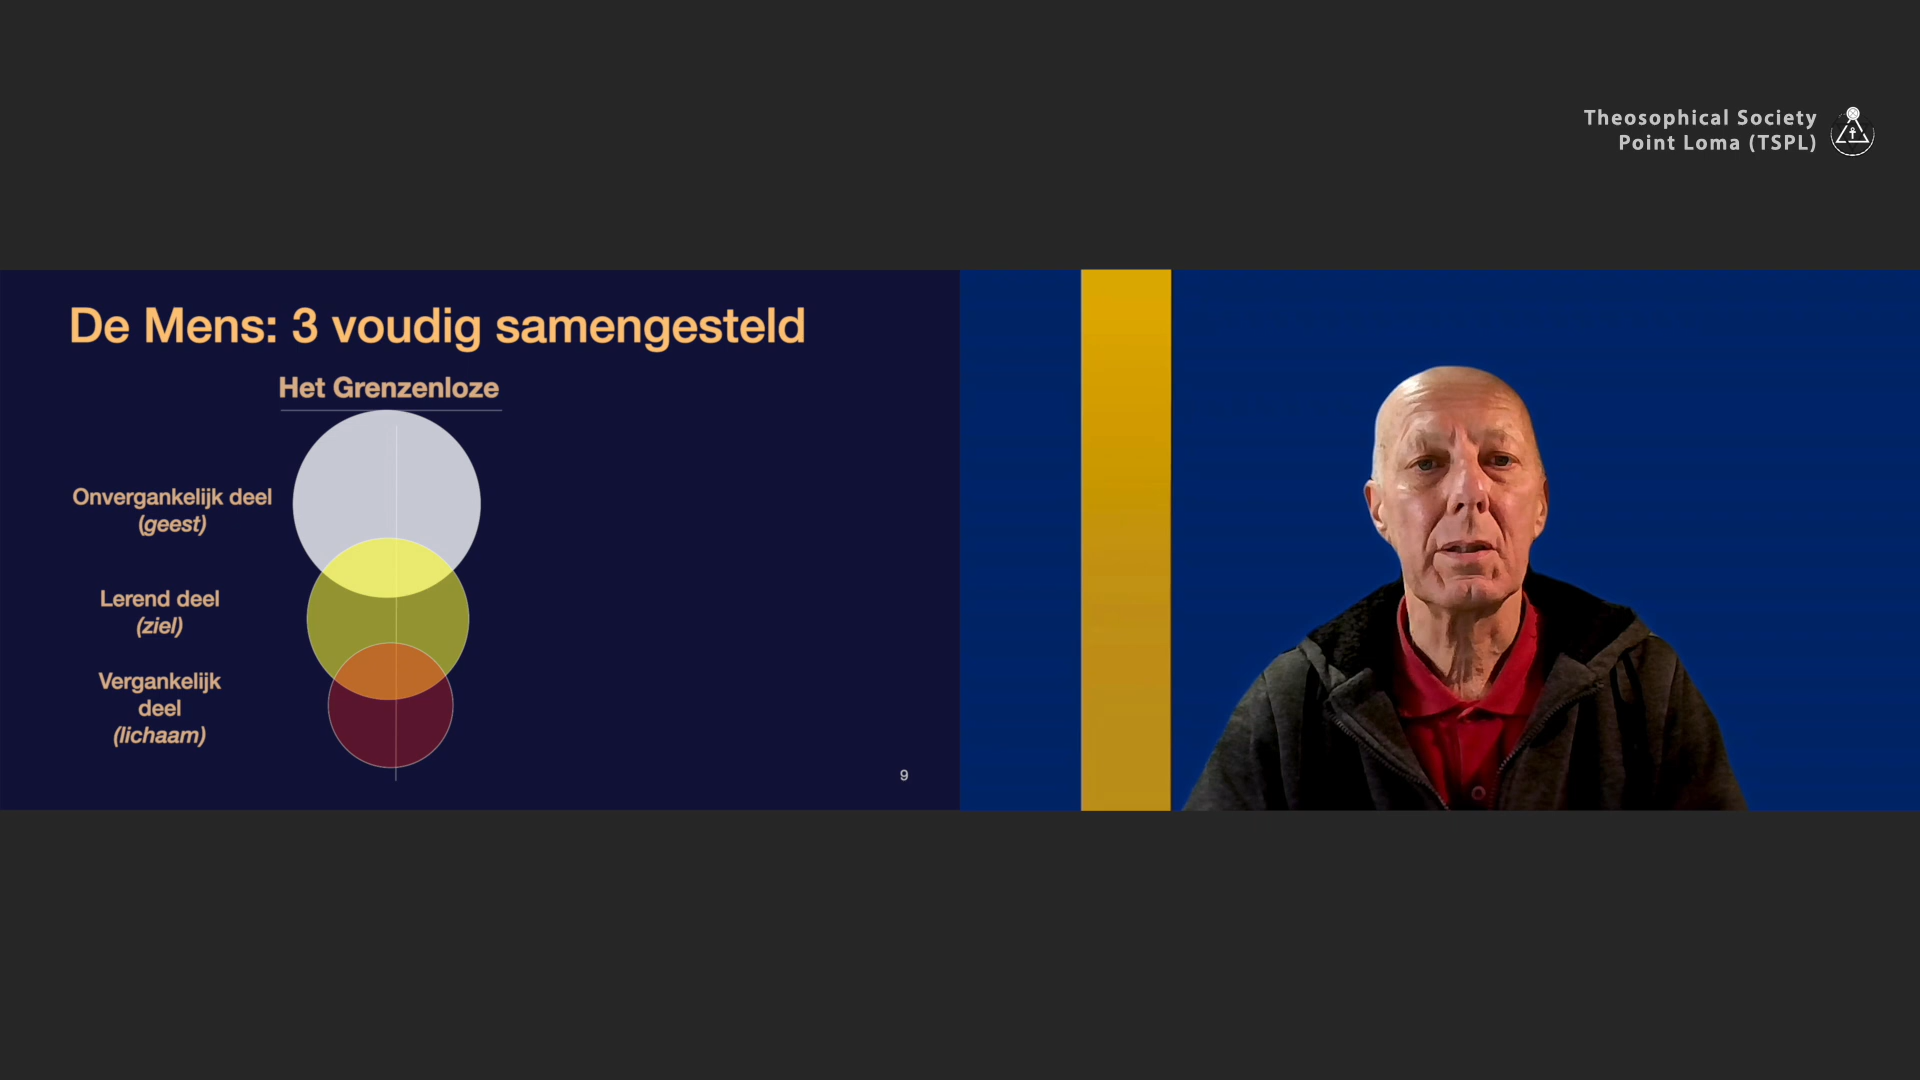 Theosophical Society
Point Loma (TSPL)
De Mens: 3 voudig samengesteld
Het Grenzenloze
Onvergankelijk deel
(geest)
Lerend deel
(ziel)
Vergankelijk
deel
(lichaam)
9